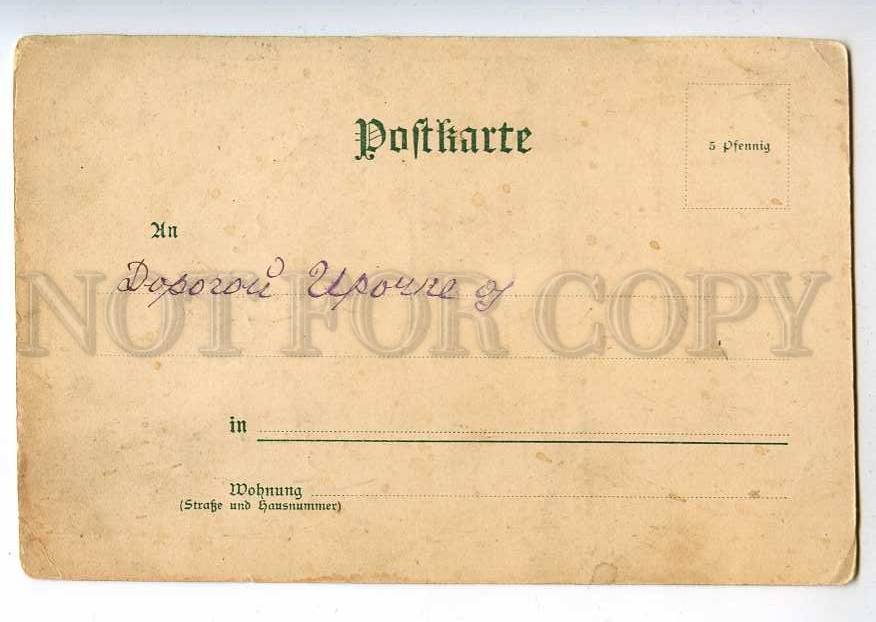 Postkarte
5 Pfennig
An
Дорогой Ирочке
NOT FOR COPY
in
Wohnung
(Straße und Hausnummer)